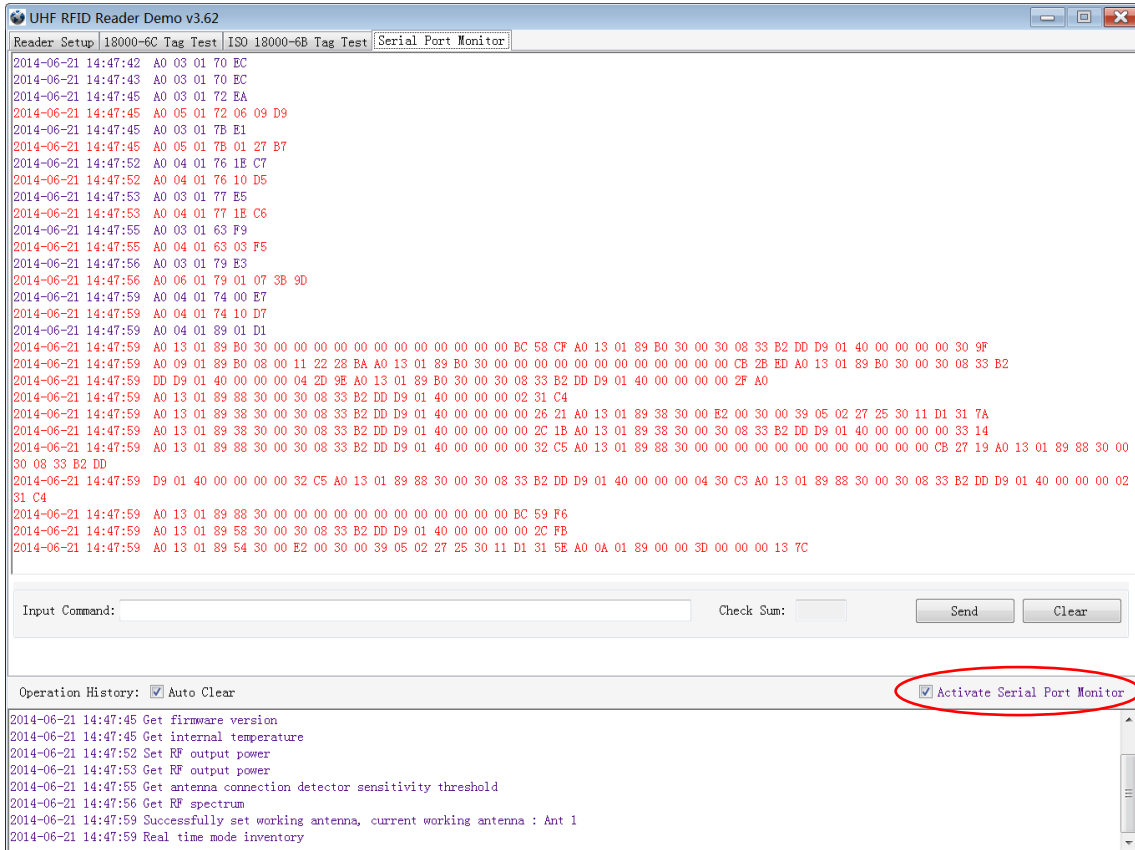 UHF RFID Reader Demo v3.62
Reader Setup 18000-6C Tag Test ISO 18000-6B Tag Test Serial Port Monitor
2014-06-21 14:47:42 A0 03 01 70 EC
2014-06-21 14:47:43 A0 03 01 70 EC
2014-06-21 14:47:45 A0 03 01 72 EA
2014-06-21 14:47:45 A0 05 01 72 06 09 D9
2014-06-21 14:47:45 A0 03 01 7B E1
2014-06-21 14:47:45 A0 05 01 7B 01 27 B7
2014-06-21 14:47:52 A0 04 01 76 1E C7
2014-06-21 14:47:52 A0 04 01 76 10 D5
2014-06-21 14:47:53 A0 03 01 77 E5
2014-06-21 14:47:53 A0 04 01 77 1E C6
2014-06-21 14:47:55 A0 03 01 63 F9
2014-06-21 14:47:55 A0 04 01 63 03 F5
2014-06-21 14:47:56 A0 03 01 79 E3
2014-06-21 14:47:56 A0 06 01 79 01 07 3B 9D
2014-06-21 14:47:59 A0 04 01 74 00 E7
2014-06-21 14:47:59 A0 04 01 74 10 D7
2014-06-21 14:47:59 A0 04 01 89 01 D1
2014-06-21 14:47:59 A0 13 01 89 B0 30 00 00 00 00 00 00 00 00 00 00 00 00 BC 58 CF A0 13 01 89 B0 30 00 30 08 33 B2 DD D9 01 40 00 00 00 00 30 9F
2014-06-21 14:47:59 A0 09 01 89 B0 08 00 11 22 28 BA A0 13 01 89 B0 30 00 00 00 00 00 00 00 00 00 00 00 00 CB 2B ED A0 13 01 89 B0 30 00 30 08 33 B2
2014-06-21 14:47:59 DD D9 01 40 00 00 00 04 2D 9E A0 13 01 89 B0 30 00 30 08 33 B2 DD D9 01 40 00 00 00 00 2F A0
2014-06-21 14:47:59 A0 13 01 89 88 30 00 30 08 33 B2 DD D9 01 40 00 00 00 02 31 C4
2014-06-21 14:47:59 A0 13 01 89 38 30 00 30 08 33 B2 DD D9 01 40 00 00 00 00 26 21 A0 13 01 89 38 30 00 E2 00 30 00 39 05 02 27 25 30 11 D1 31 7A
2014-06-21 14:47:59 A0 13 01 89 38 30 00 30 08 33 B2 DD D9 01 40 00 00 00 00 2C 1B A0 13 01 89 38 30 00 30 08 33 B2 DD D9 01 40 00 00 00 00 33 14
2014-06-21 14:47:59 A0 13 01 89 88 30 00 30 08 33 B2 DD D9 01 40 00 00 00 00 32 C5 A0 13 01 89 88 30 00 00 00 00 00 00 00 00 00 00 00 00 CB 27 19 A0 13 01 89 88 30 00
30 08 33 B2 DD
2014-06-21 14:47:59 D9 01 40 00 00 00 00 32 C5 A0 13 01 89 88 30 00 30 08 33 B2 DD D9 01 40 00 00 00 04 30 C3 A0 13 01 89 88 30 00 30 08 33 B2 DD D9 01 40 00 00 00 02
31 C4
2014-06-21 14:47:59 A0 13 01 89 88 30 00 00 00 00 00 00 00 00 00 00 00 00 BC 59 F6
2014-06-21 14:47:59 A0 13 01 89 58 30 00 30 08 33 B2 DD D9 01 40 00 00 00 00 2C FB
2014-06-21 14:47:59 A0 13 01 89 54 30 00 E2 00 30 00 39 05 02 27 25 30 11 D1 31 5E A0 0A 01 89 00 00 3D 00 00 00 13 7C
Input Command: Check Sum: Send Clear
Operation History: Auto Clear Activate Serial Port Monitor
2014-06-21 14:47:45 Get firmware version
2014-06-21 14:47:45 Get internal temperature
2014-06-21 14:47:52 Set RF output power
2014-06-21 14:47:53 Get RF output power
2014-06-21 14:47:55 Get antenna connection detector sensitivity threshold
2014-06-21 14:47:56 Get RF spectrum
2014-06-21 14:47:59 Successfully set working antenna, current working antenna : Ant 1
2014-06-21 14:47:59 Real time mode inventory